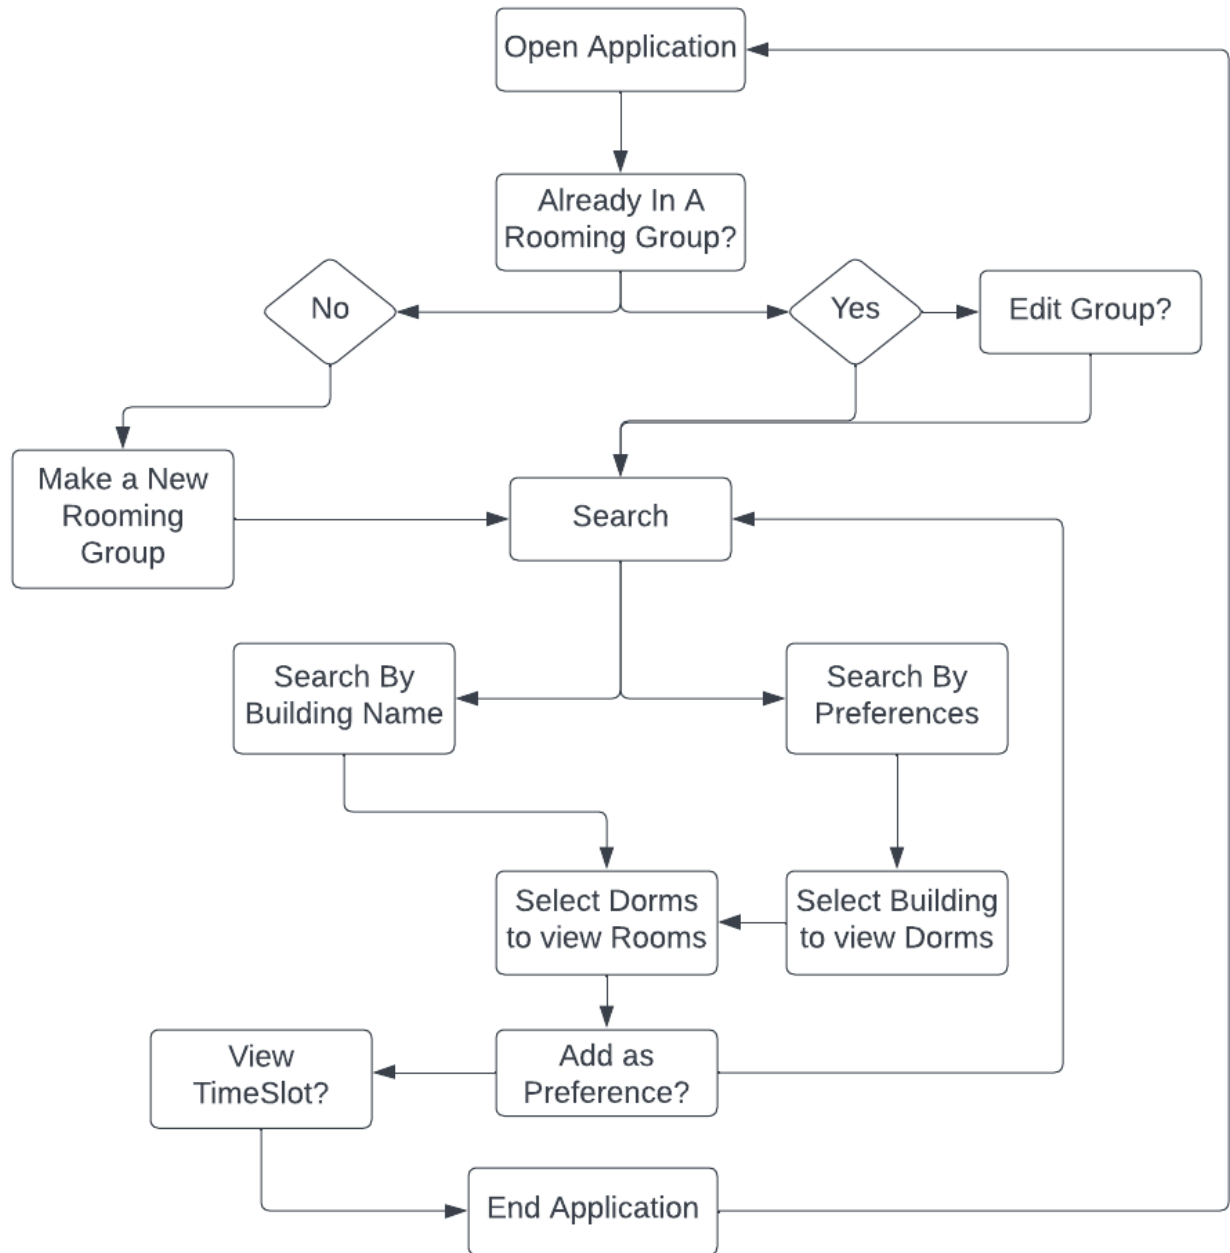 Open Application
Already In A
Rooming Group?
No
Yes
Edit Group?
Make a New
Rooming
Group
Search
Search By
Building Name
Search By
Preferences
Select Dorms
to view Rooms
Select Building
to view Dorms
View
TimeSlot?
Add as
Preference?
End Application